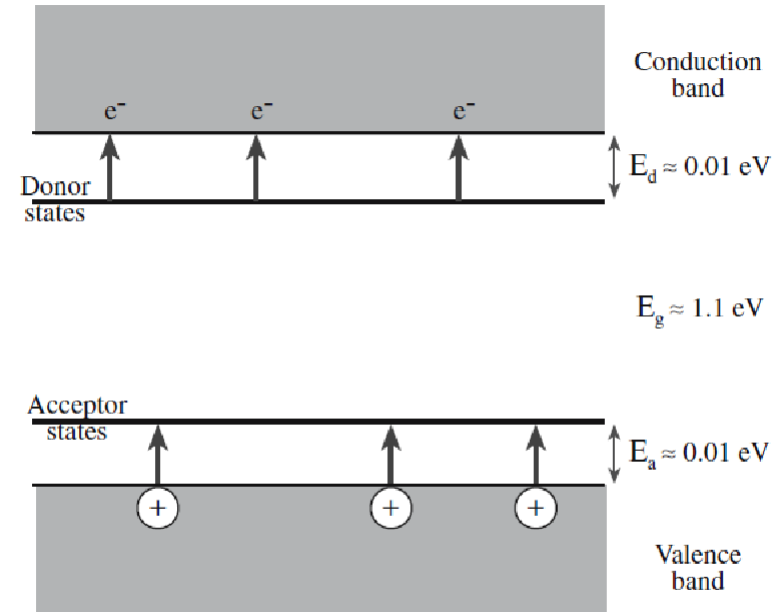 Conduction
band
e⁻ e⁻ e⁻
E_d ≈ 0.01 eV
Donor
states
E_g ≈ 1.1 eV
Acceptor
states
E_a ≈ 0.01 eV
+ + +
Valence
band